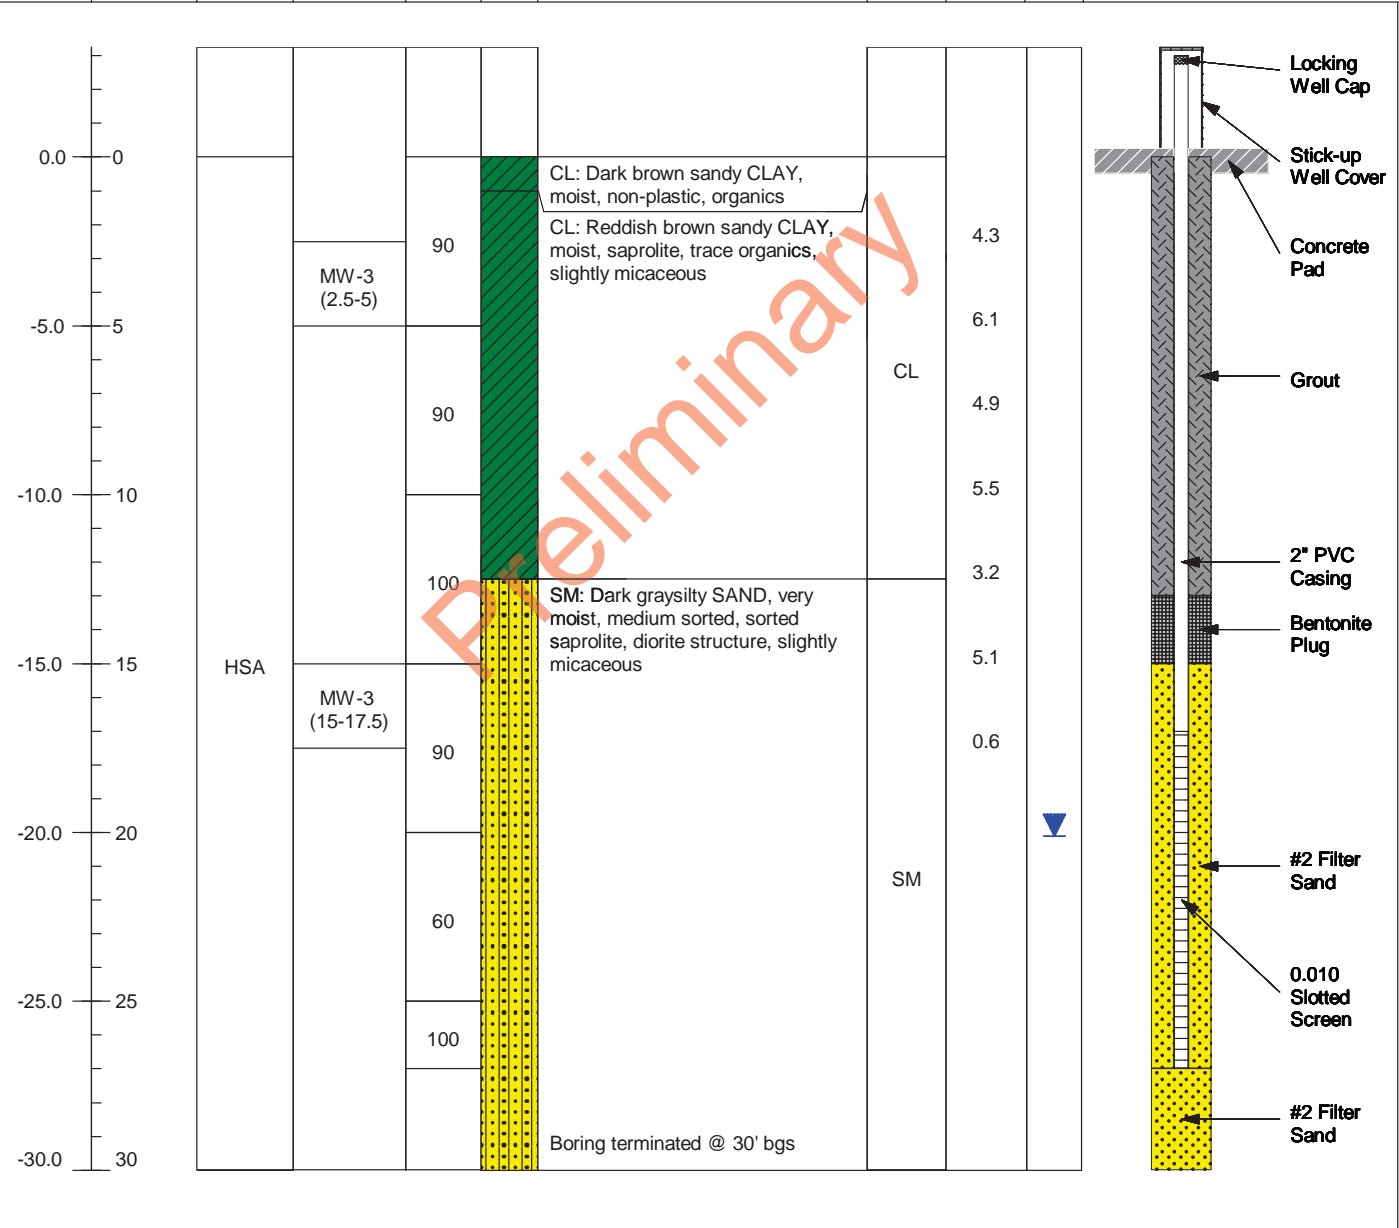 Locking
Well Cap
0.0
0
CL: Dark brown sandy CLAY,
moist, non-plastic, organics
Stick-up
Well Cover
CL: Reddish brown sandy CLAY,
moist, saprolite, trace organics,
slightly micaceous
90
4.3
Concrete
Pad
MW-3
(2.5-5)
-5.0
5
6.1
CL
Grout
90
4.9
-10.0
10
5.5
100
3.2
2" PVC
Casing
SM: Dark graysilty SAND, very
moist, medium sorted, sorted
saprolite, diorite structure, slightly
micaceous
Bentonite
Plug
-15.0
15
HSA
5.1
MW-3
(15-17.5)
90
0.6
-20.0
20
SM
#2 Filter
Sand
60
0.010
Slotted
Screen
-25.0
25
100
#2 Filter
Sand
Boring terminated @ 30' bgs
-30.0
30
Preliminary